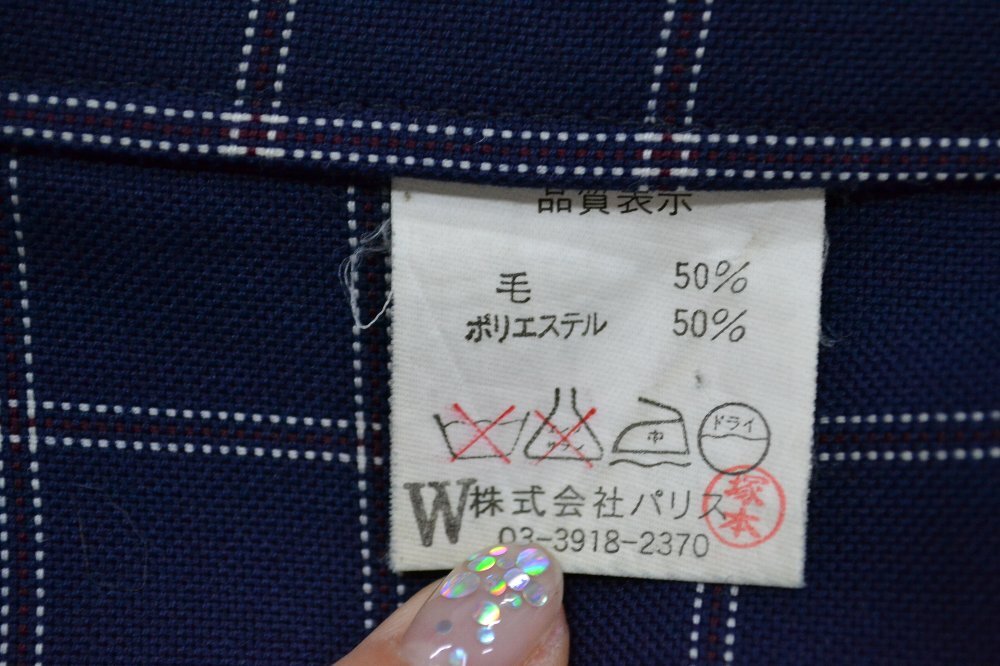 品質表示
毛 50%
ポリエステル 50%
中 ドライ
W 株式会社パリス
塚本
03-3918-2370